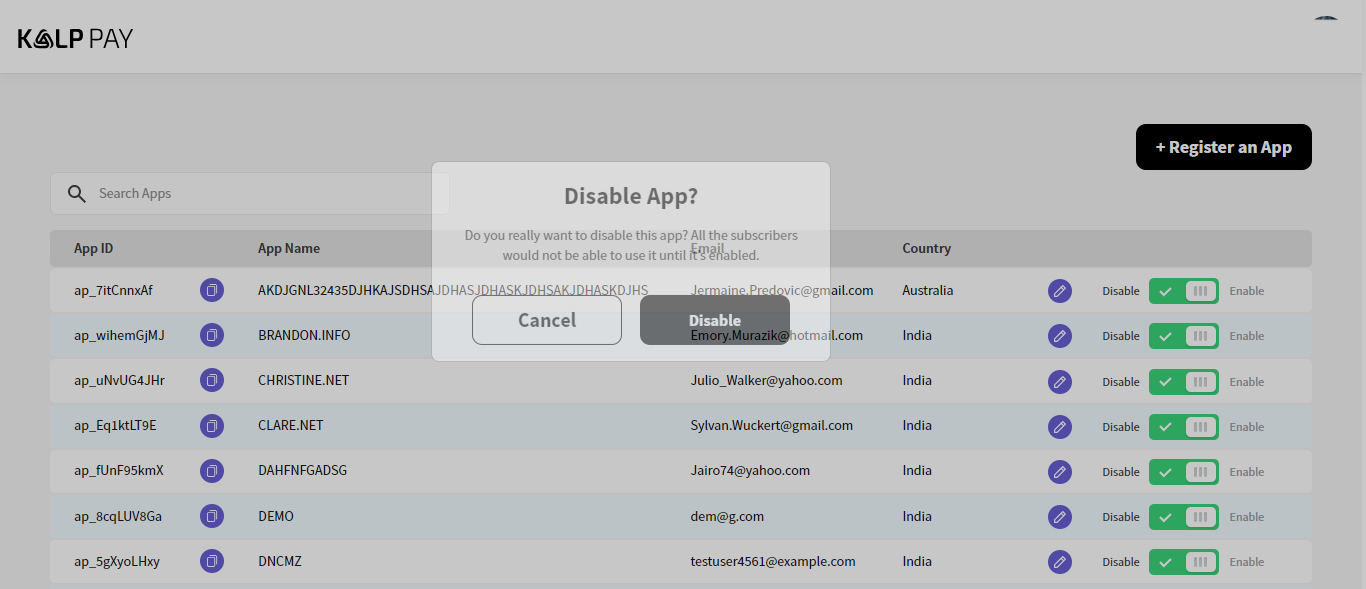 KALP PAY
+ Register an App
Search Apps
Disable App?
Do you really want to disable this app? All the subscribers
would not be able to use it until it's enabled.
Cancel
Disable
App ID App Name Email Country
ap_7itCnnxAf AKDJGNL32435DJHKAJSDHSAJDHASJDHASKJDHSAKJDHASKDJHS Jermaine.Predovic@gmail.com Australia Disable Enable
ap_wihemGjMJ BRANDON.INFO Emory.Murazik@hotmail.com India Disable Enable
ap_uNvUG4JHr CHRISTINE.NET Julio_Walker@yahoo.com India Disable Enable
ap_Eq1ktLT9E CLARE.NET Sylvan.Wuckert@gmail.com India Disable Enable
ap_fUnF95kmX DAHFNFGADSG Jairo74@yahoo.com India Disable Enable
ap_8cqLUV8Ga DEMO dem@g.com India Disable Enable
ap_5gXyoLHxy DNCMZ testuser4561@example.com India Disable Enable